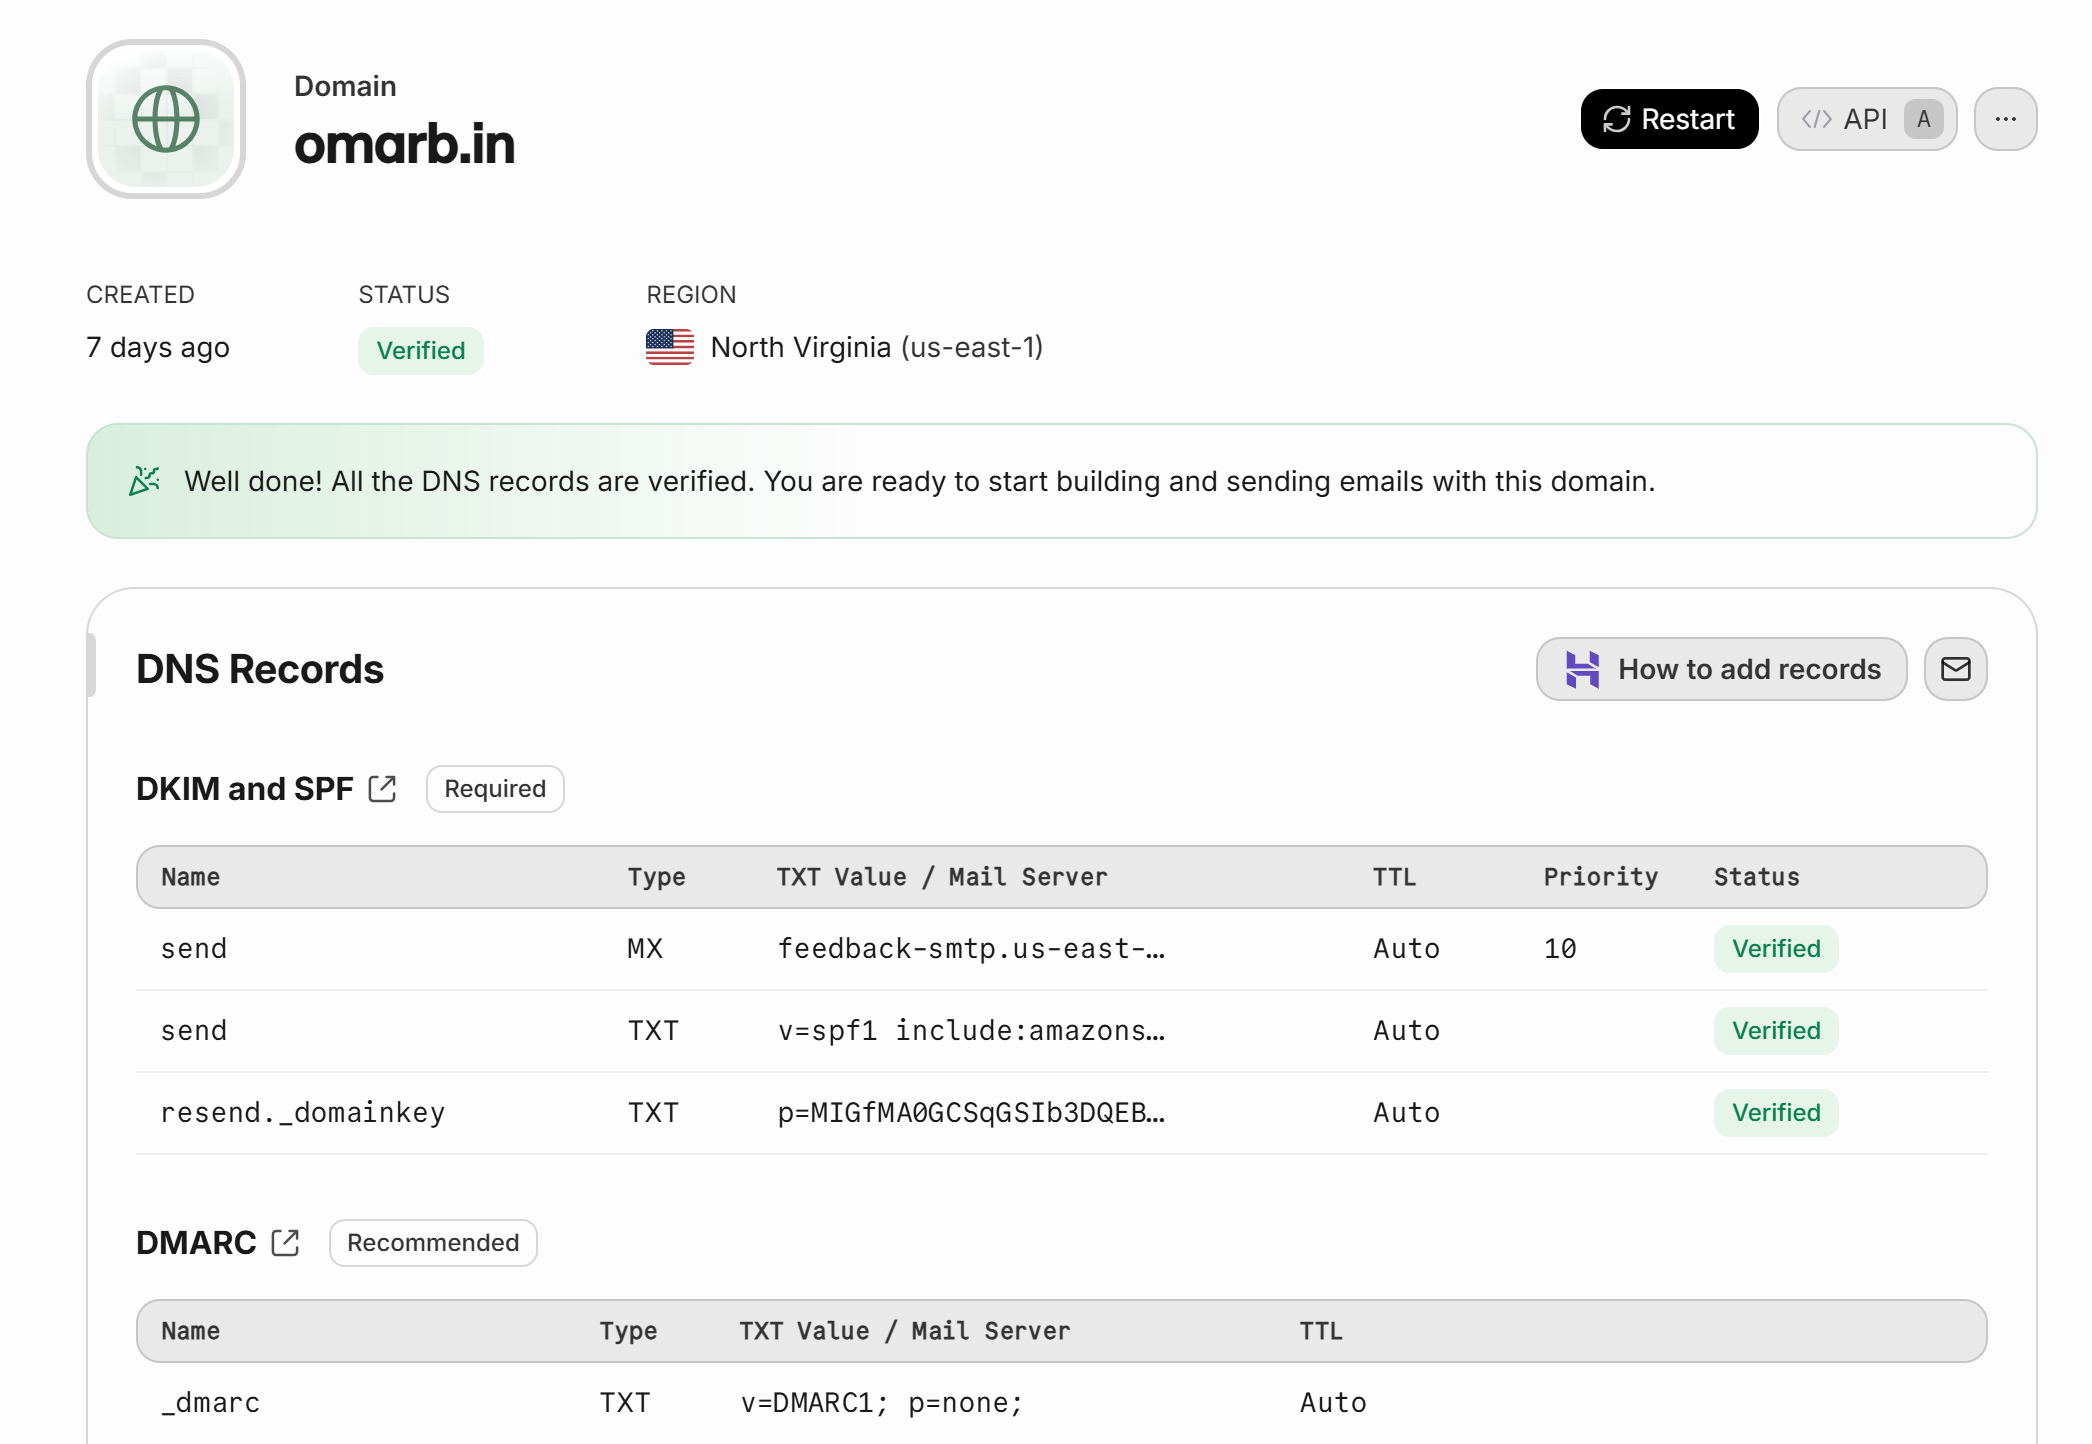 Domain
omarb.in
Restart
API A
CREATED STATUS REGION
7 days ago Verified North Virginia (us-east-1)
Well done! All the DNS records are verified. You are ready to start building and sending emails with this domain.
DNS Records How to add records
DKIM and SPF Required
Name Type TXT Value / Mail Server TTL Priority Status
send MX feedback-smtp.us-east-… Auto 10 Verified
send TXT v=spf1 include:amazons… Auto Verified
resend._domainkey TXT p=MIGfMA0GCSqGSIb3DQEB… Auto Verified
DMARC Recommended
Name Type TXT Value / Mail Server TTL
_dmarc TXT v=DMARC1; p=none; Auto